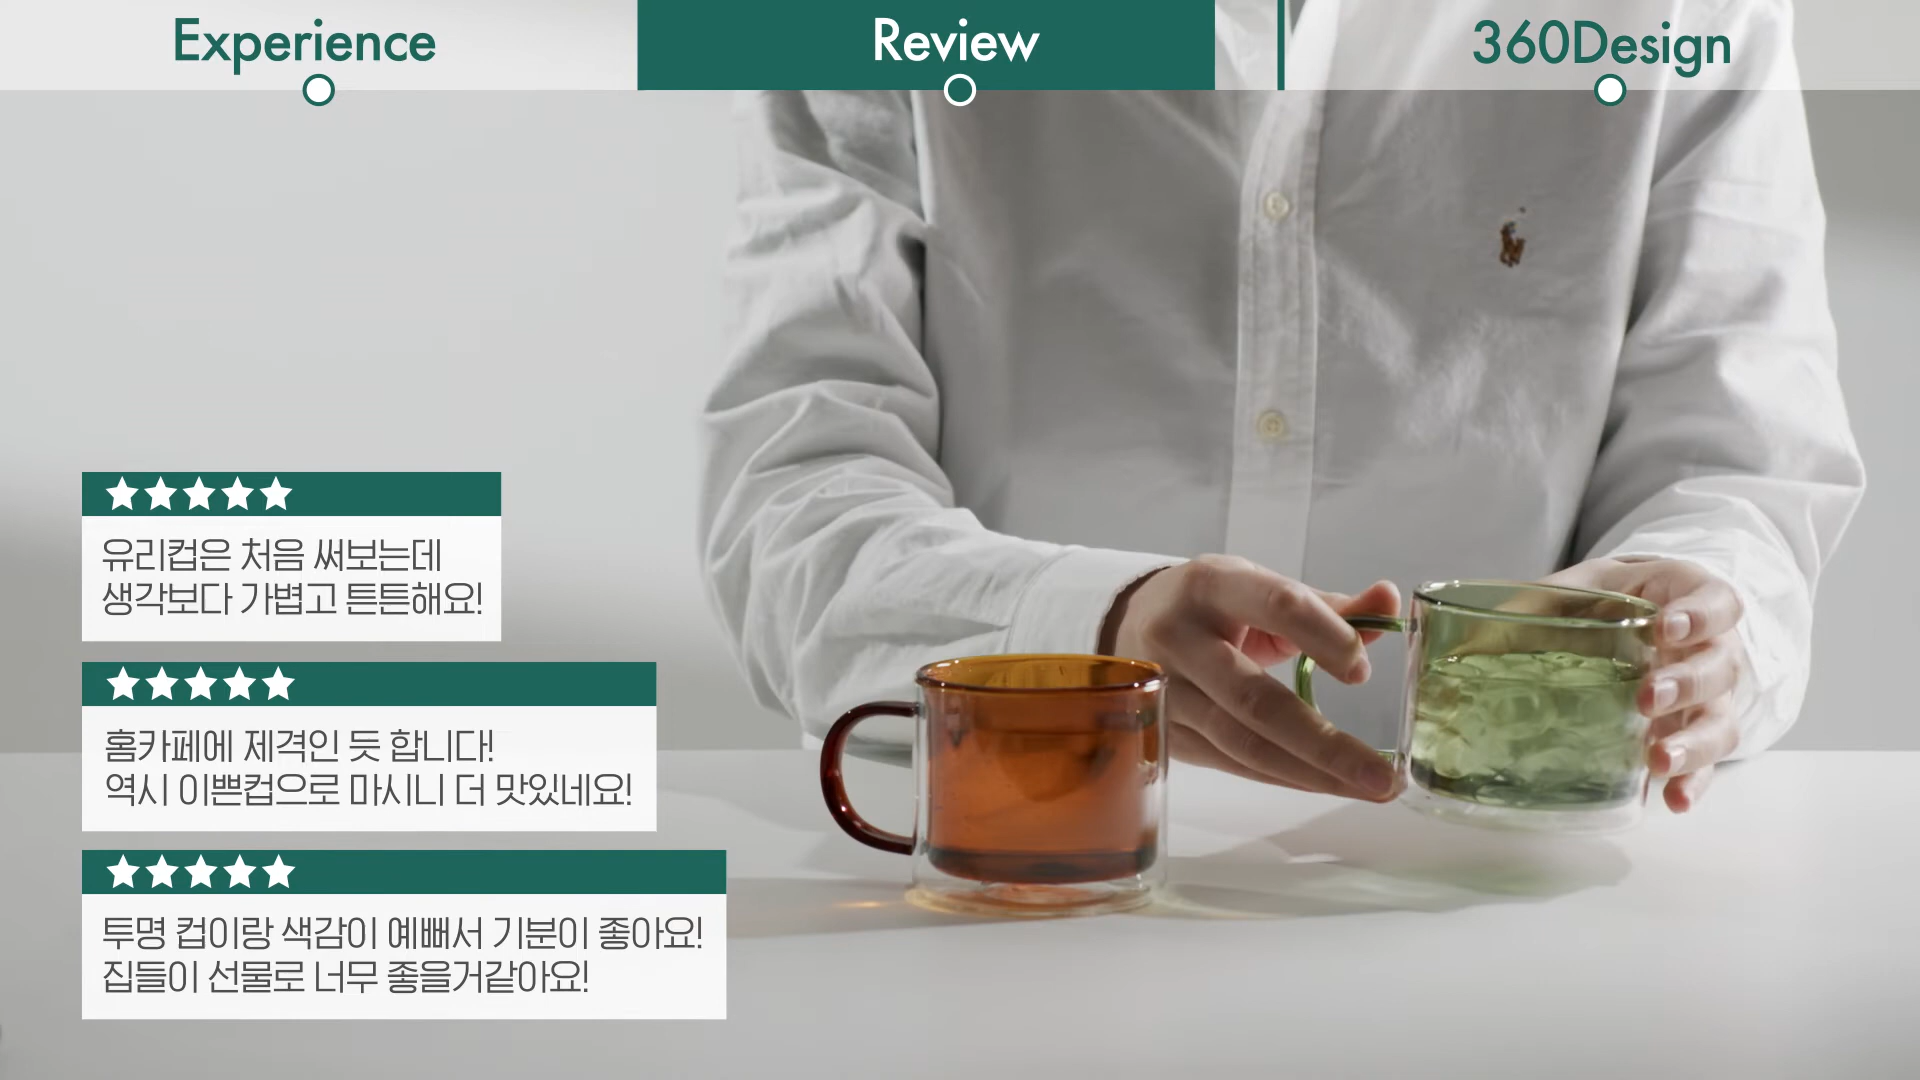 Experience
Review
360Design
유리컵은 처음 써보는데
생각보다 가볍고 튼튼해요!
홈카페에 제격인 듯 합니다!
역시 이쁜컵으로 마시니 더 맛있네요!
투명 컵이랑 색감이 예뻐서 기분이 좋아요!
집들이 선물로 너무 좋을거같아요!